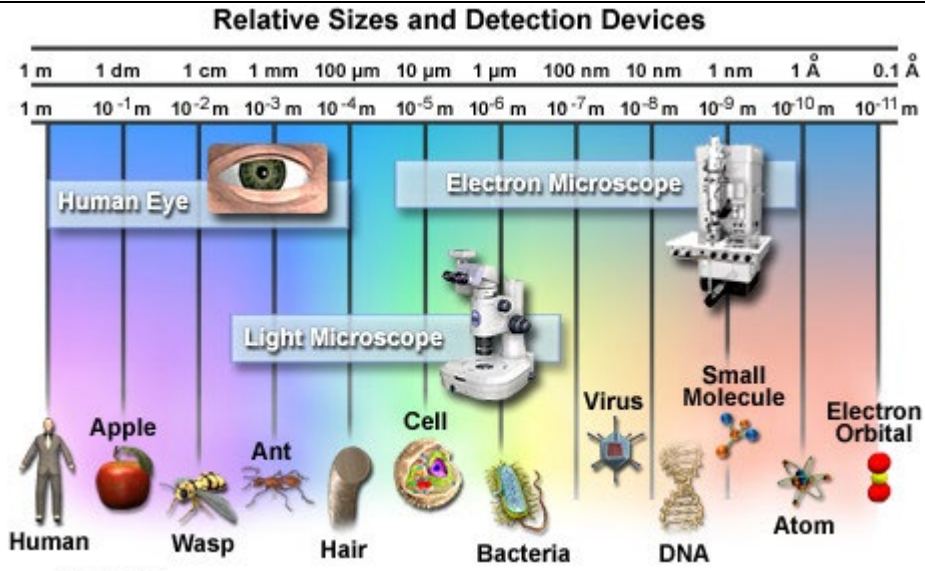 Relative Sizes and Detection Devices
1 m 1 dm 1 cm 1 mm 100 µm 10 µm 1 µm 100 nm 10 nm 1 nm 1 Å 0.1 Å
1 m 10⁻¹ m 10⁻² m 10⁻³ m 10⁻⁴ m 10⁻⁵ m 10⁻⁶ m 10⁻⁷ m 10⁻⁸ m 10⁻⁹ m 10⁻¹⁰ m 10⁻¹¹ m
Human Eye
Electron Microscope
Light Microscope
Human
Apple
Wasp
Ant
Hair
Cell
Bacteria
Virus
DNA
Small
Molecule
Atom
Electron
Orbital